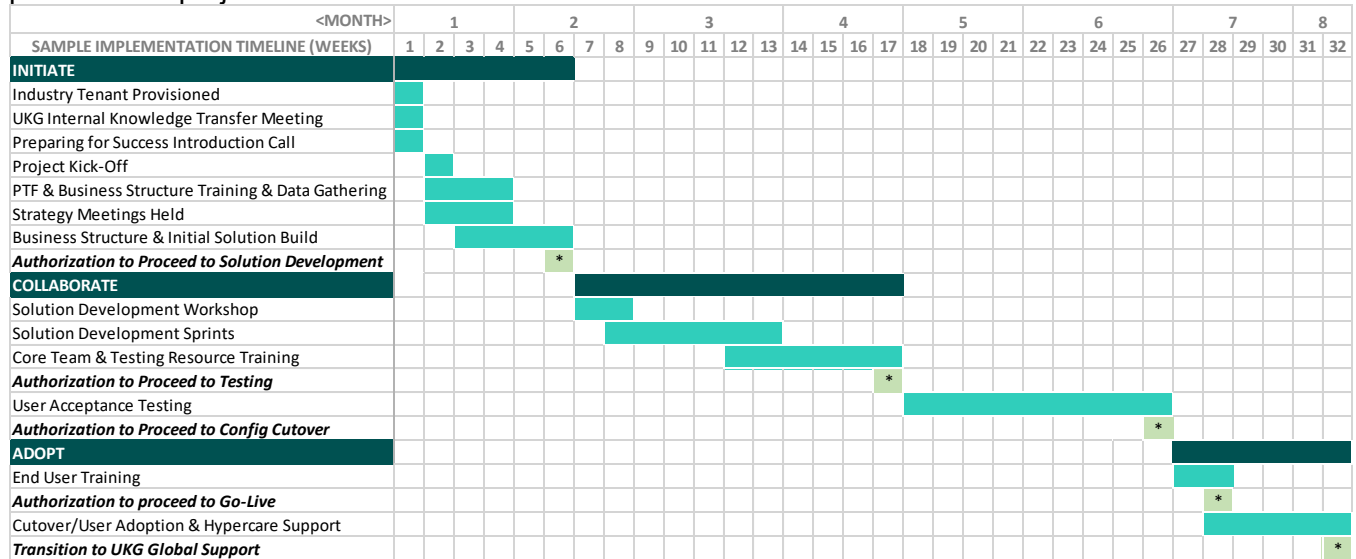 <MONTH> 1 2 3 4 5 6 7 8
SAMPLE IMPLEMENTATION TIMELINE (WEEKS) 1 2 3 4 5 6 7 8 9 10 11 12 13 14 15 16 17 18 19 20 21 22 23 24 25 26 27 28 29 30 31 32
INITIATE
Industry Tenant Provisioned
UKG Internal Knowledge Transfer Meeting
Preparing for Success Introduction Call
Project Kick-Off
PTF & Business Structure Training & Data Gathering
Strategy Meetings Held
Business Structure & Initial Solution Build
Authorization to Proceed to Solution Development *
COLLABORATE
Solution Development Workshop
Solution Development Sprints
Core Team & Testing Resource Training
Authorization to Proceed to Testing *
User Acceptance Testing
Authorization to Proceed to Config Cutover *
ADOPT
End User Training
Authorization to proceed to Go-Live *
Cutover/User Adoption & Hypercare Support
Transition to UKG Global Support *